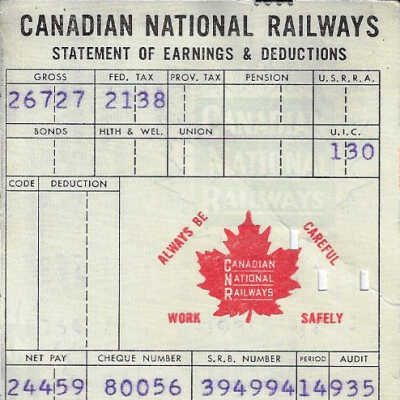 CANADIAN NATIONAL RAILWAYS
STATEMENT OF EARNINGS & DEDUCTIONS
GROSS FED. TAX PROV. TAX PENSION U.S.R.R.A.
26727 2138
BONDS HLTH & WEL. UNION U.I.C.
130
CODE DEDUCTION
ALWAYS BE CAREFUL
CANADIAN
NATIONAL
RAILWAYS
WORK SAFELY
NET PAY CHEQUE NUMBER S.R.B. NUMBER PERIOD AUDIT
24459 80056 394994 14935